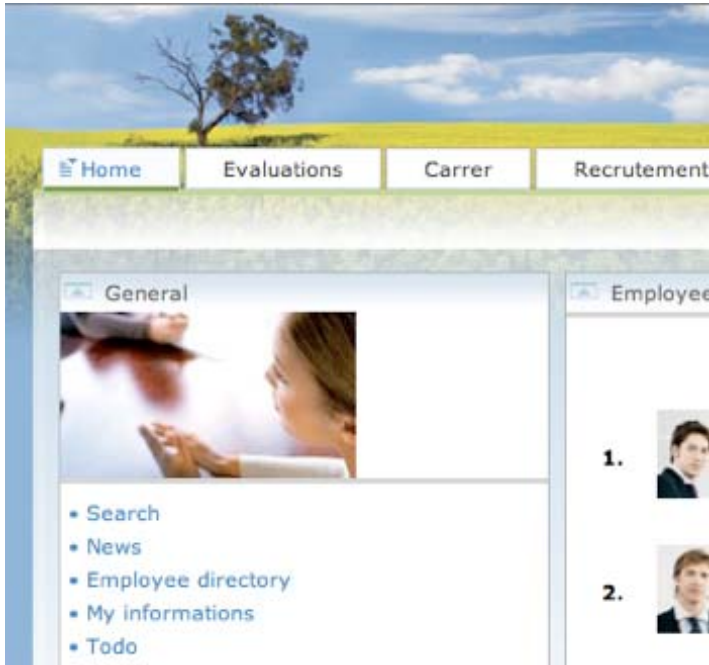 Home
Evaluations
Carrer
Recrutement
General
Employee
1.
2.
• Search
• News
• Employee directory
• My informations
• Todo